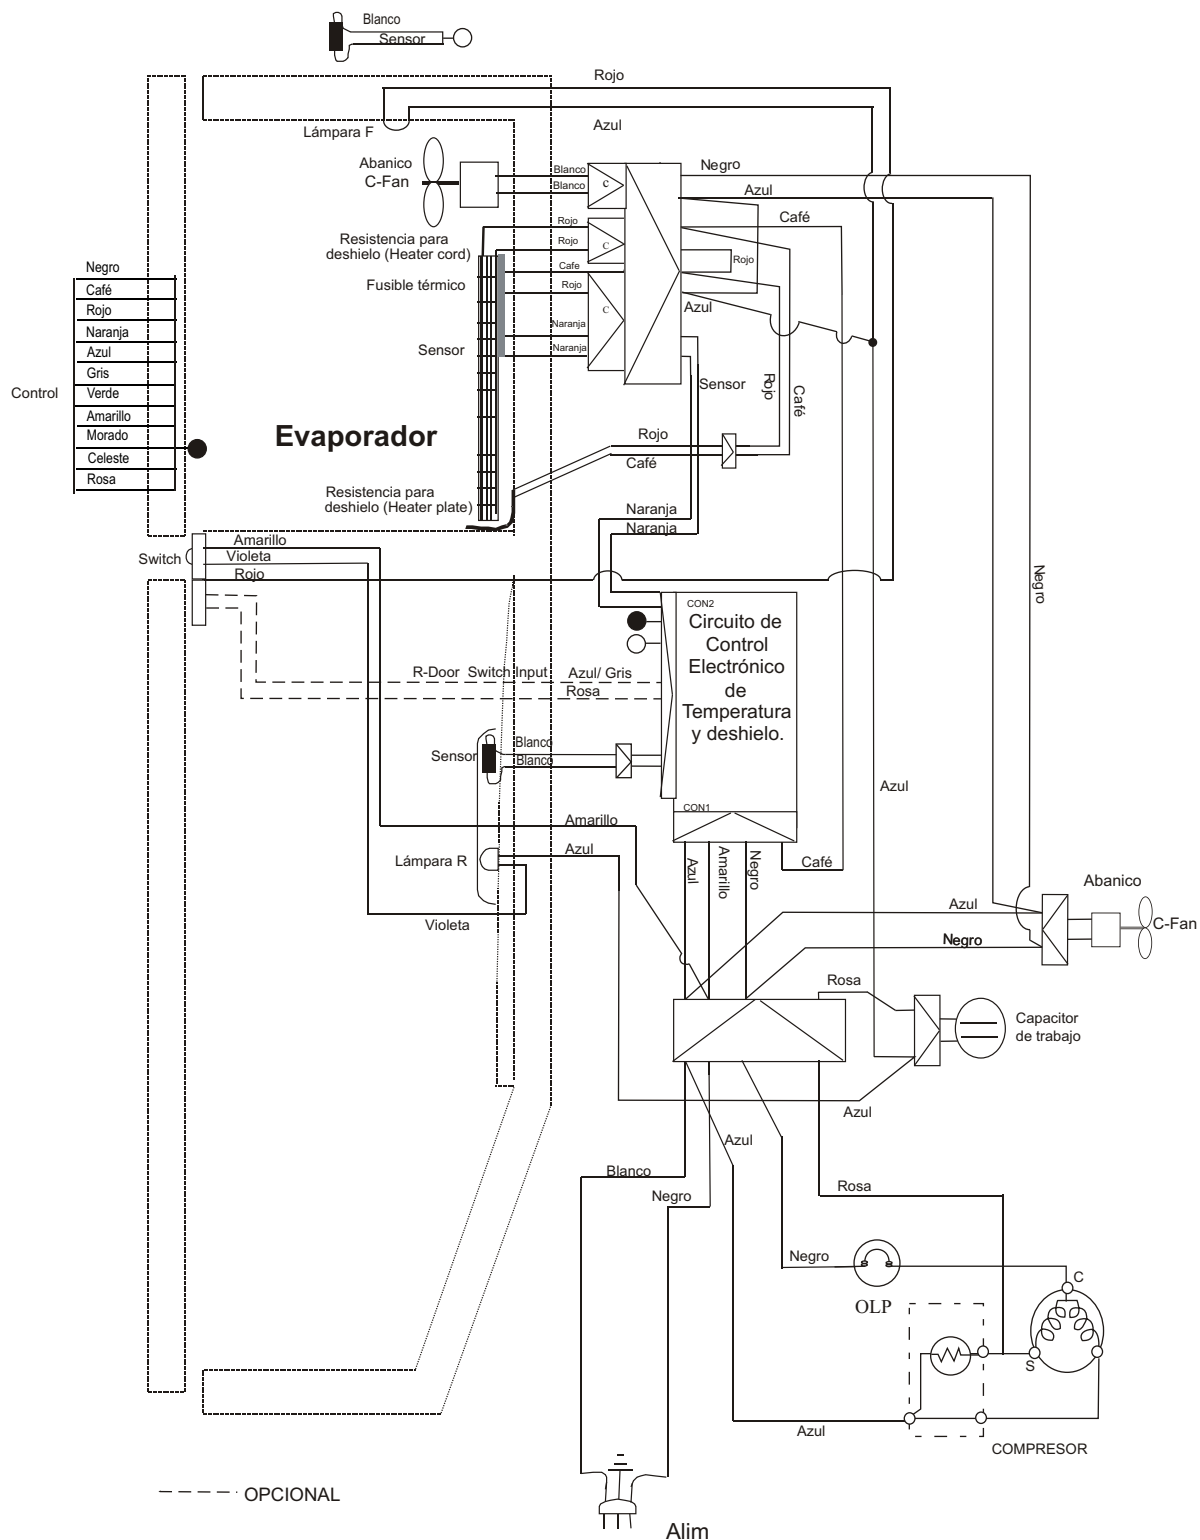 Blanco
Sensor
Rojo
Azul
Lámpara F
Abanico
C-Fan
Blanco
Blanco
c
Negro
Azul
Café
Resistencia para
deshielo (Heater cord)
Rojo
Rojo
C
Rojo
Fusible térmico
Cafe
Rojo
C
Azul
Naranja
Naranja
Sensor
Sensor
Negro
Café
Rojo
Naranja
Azul
Gris
Verde
Amarillo
Morado
Celeste
Rosa
Control
Rojo
Café
Evaporador
Rojo
Café
Resistencia para
deshielo (Heater plate)
Naranja
Naranja
Switch
Amarillo
Violeta
Rojo
Negro
CON2
Circuito de
Control
Electrónico
de
Temperatura
y deshielo.
R-Door Switch Input
Azul/ Gris
Rosa
Sensor
Blanco
Blanco
Azul
CON1
Amarillo
Azul
Lámpara R
Violeta
Azul
Amarillo
Negro
Café
Azul
Negro
Abanico
C-Fan
Rosa
Capacitor
de trabajo
Azul
Azul
Blanco
Negro
Rosa
Negro
OLP
C
S
Azul
COMPRESOR
OPCIONAL
Alim